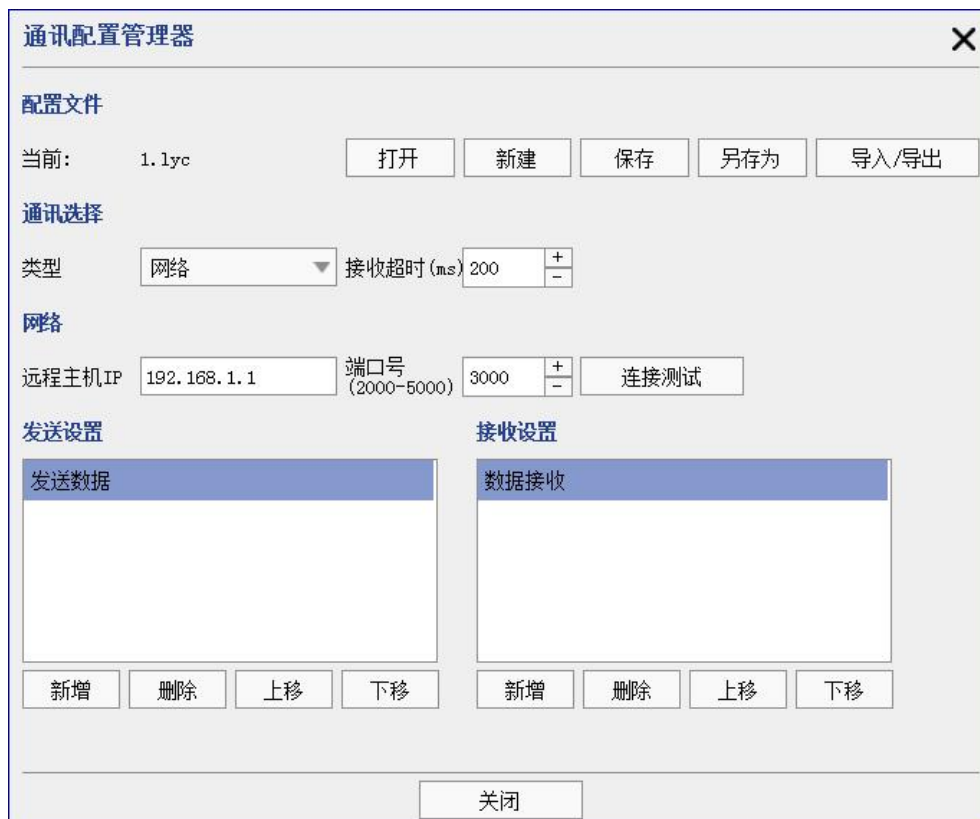 通讯配置管理器
配置文件
当前: 1.lyc 打开 新建 保存 另存为 导入/导出
通讯选择
类型 网络 接收超时(ms) 200 + -
网络
远程主机IP 192.168.1.1 端口号 (2000-5000) 3000 + - 连接测试
发送设置 接收设置
发送数据 数据接收
新增 删除 上移 下移 新增 删除 上移 下移
关闭